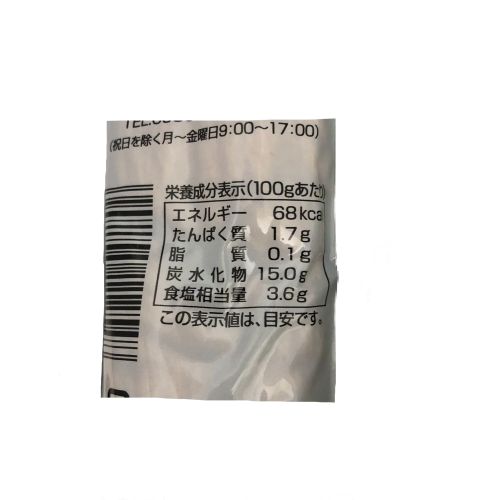 (祝日を除く月～金曜日9:00～17:00)
栄養成分表示(100gあたり)
エネルギー 68kcal
たんぱく質 1.7g
脂質 0.1g
炭水化物 15.0g
食塩相当量 3.6g
この表示値は、目安です。